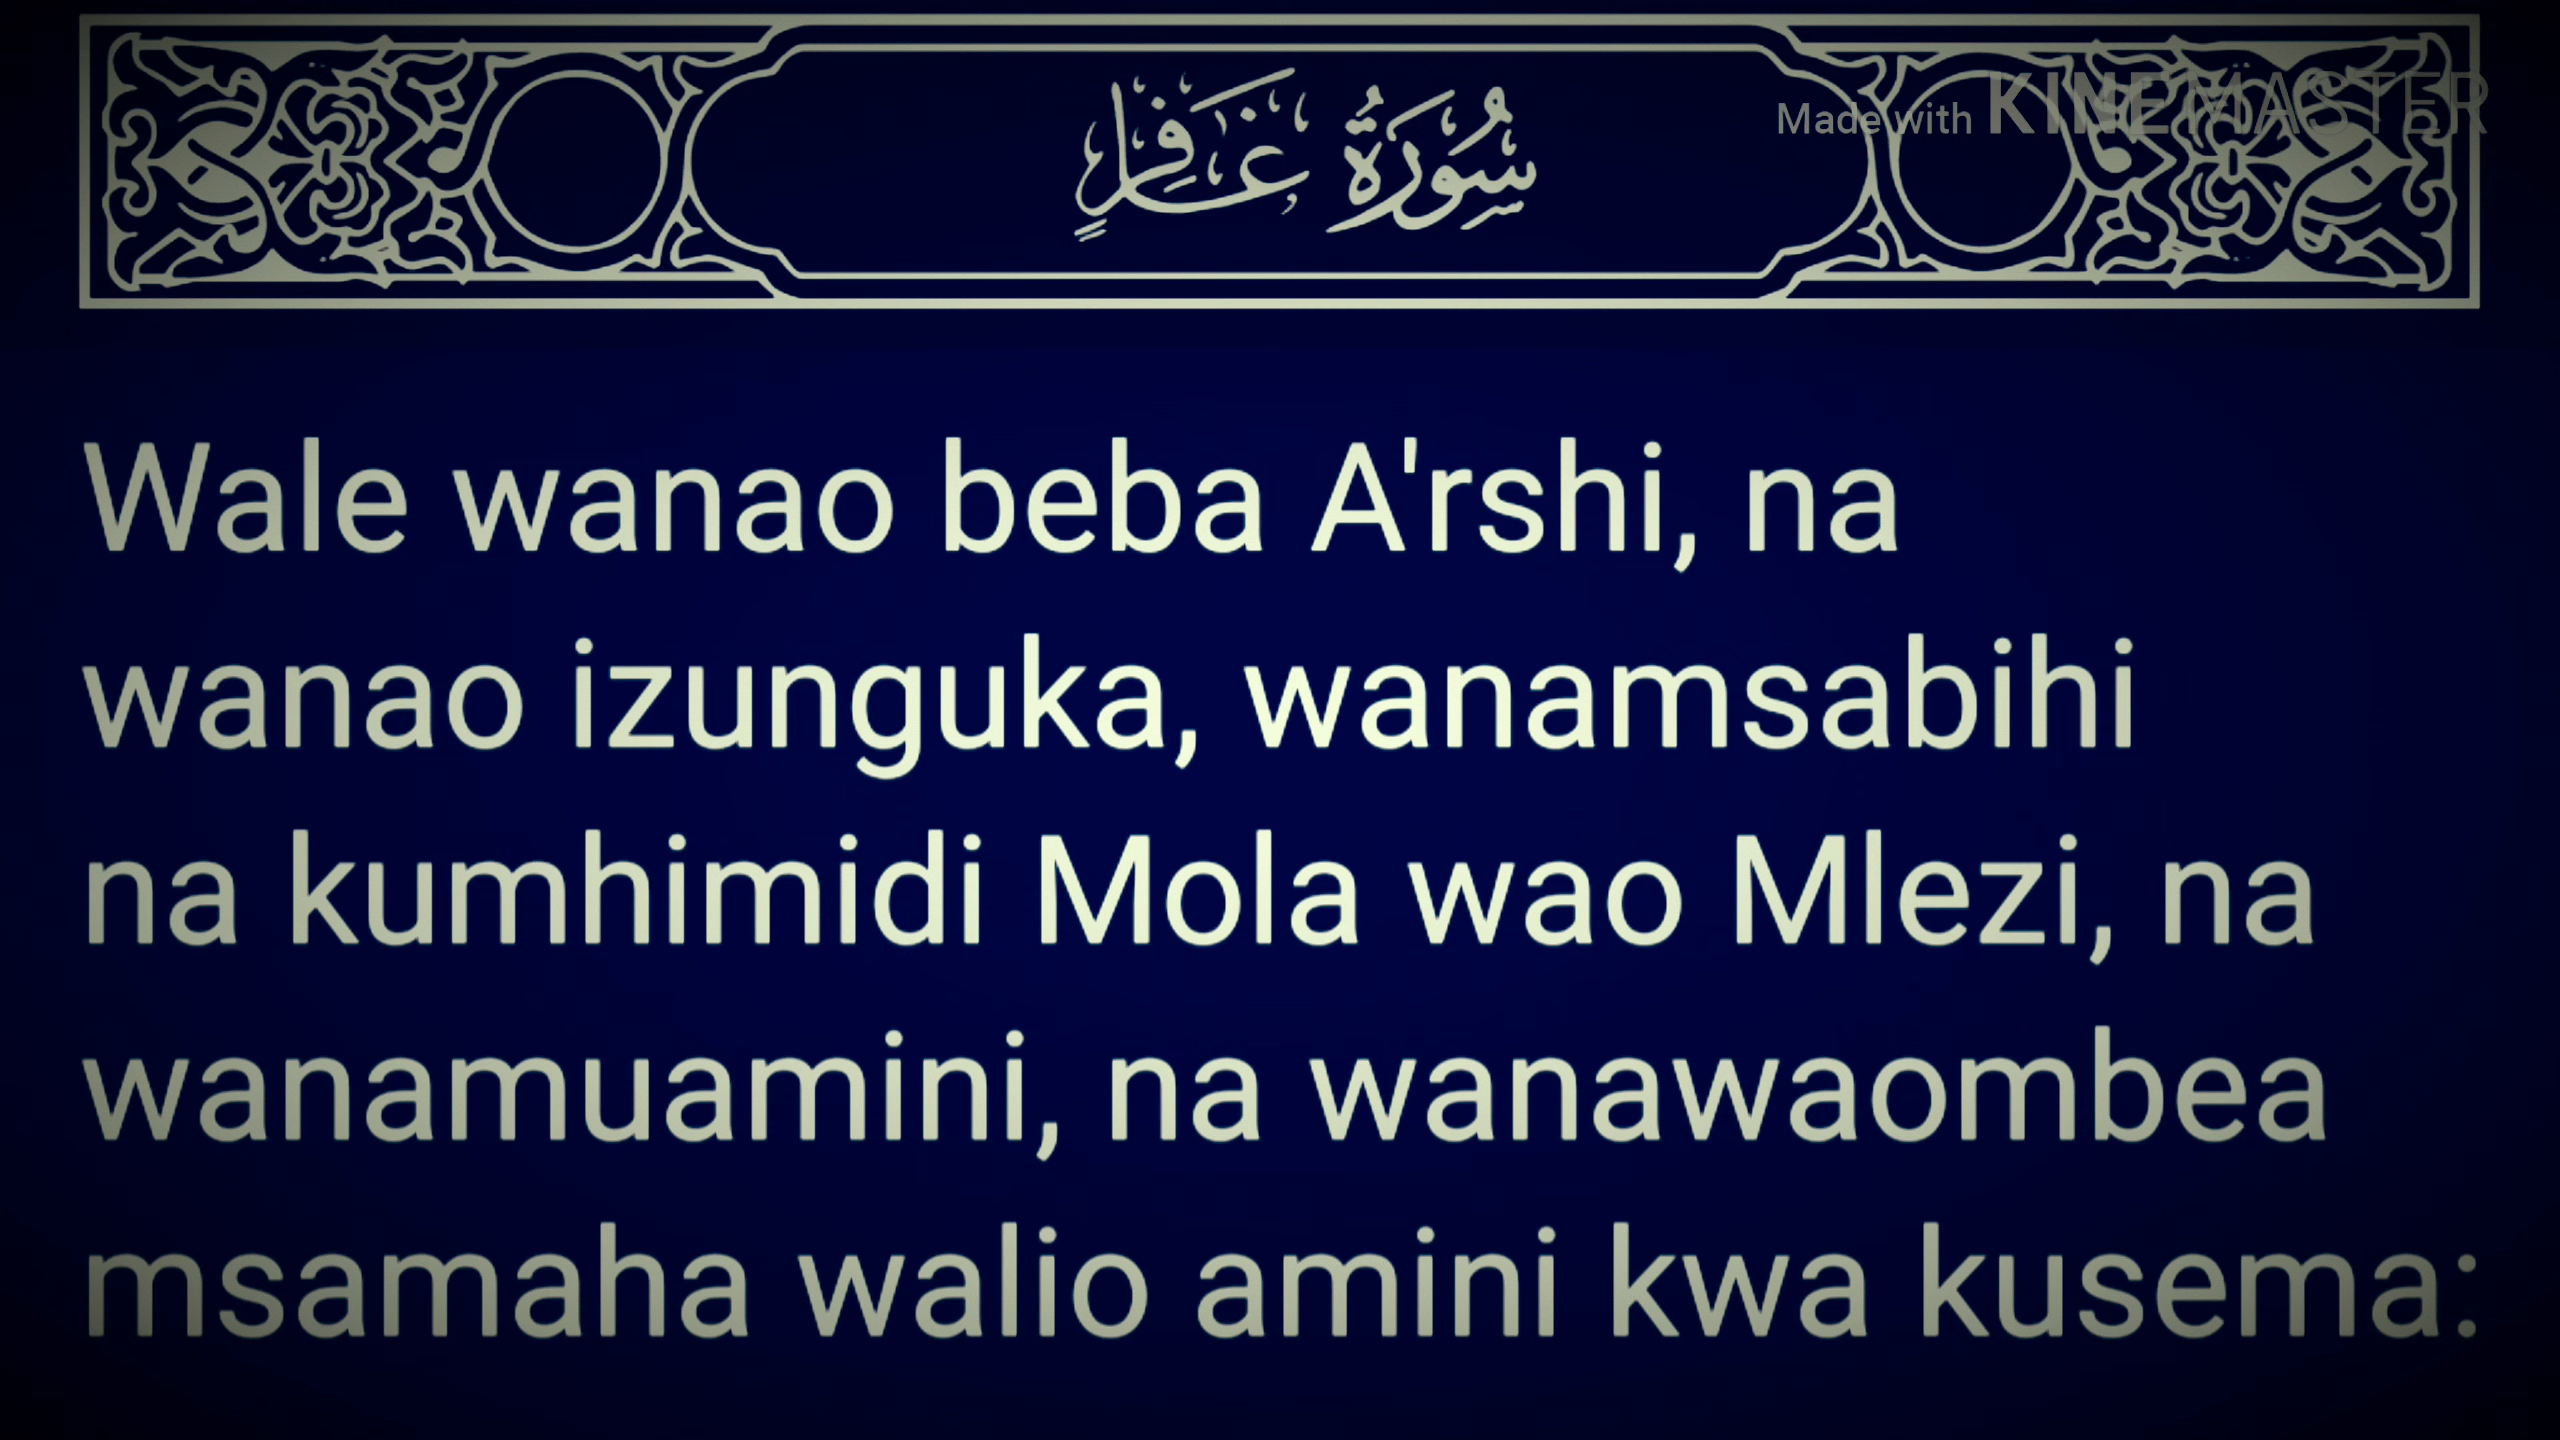 سُورَةُ غَافِرٍ
Made with KINEMASTER
Wale wanao beba A'rshi, na
wanao izunguka, wanamsabihi
na kumhimidi Mola wao Mlezi, na
wanamuamini, na wanawaombea
msamaha walio amini kwa kusema: